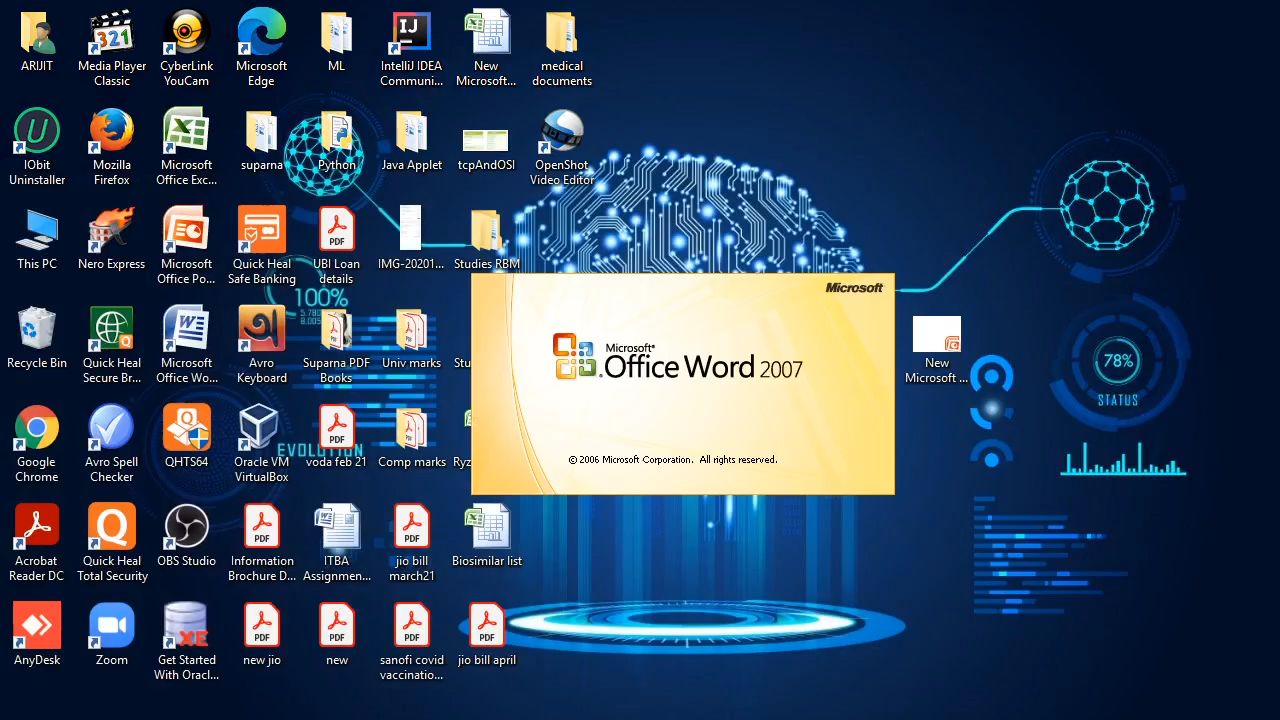 ARIJIT
Media Player
Classic
CyberLink
YouCam
Microsoft
Edge
ML
IntelliJ IDEA
Communi...
New
Microsoft...
medical
documents
IObit
Uninstaller
Mozilla
Firefox
Microsoft
Office Exc...
suparna
Python
Java Applet
tcpAndOSI
OpenShot
Video Editor
This PC
Nero Express
Microsoft
Office Po...
Quick Heal
Safe Banking
UBI Loan
details
IMG-20201...
Studies RBM
Recycle Bin
Quick Heal
Secure Br...
Microsoft
Office Wo...
Avro
Keyboard
Suparna PDF
Books
Univ marks
Stu
New
Microsoft ...
Google
Chrome
Avro Spell
Checker
QHTS64
Oracle VM
VirtualBox
voda feb 21
Comp marks
Ryz
Acrobat
Reader DC
Quick Heal
Total Security
OBS Studio
Information
Brochure D...
ITBA
Assignmen...
jio bill
march21
Biosimilar list
AnyDesk
Zoom
Get Started
With Oracl...
new jio
new
sanofi covid
vaccinatio...
jio bill april
Microsoft
Microsoft®
Office Word 2007
© 2006 Microsoft Corporation. All rights reserved.
100%
EVOLUTION
78%
STATUS